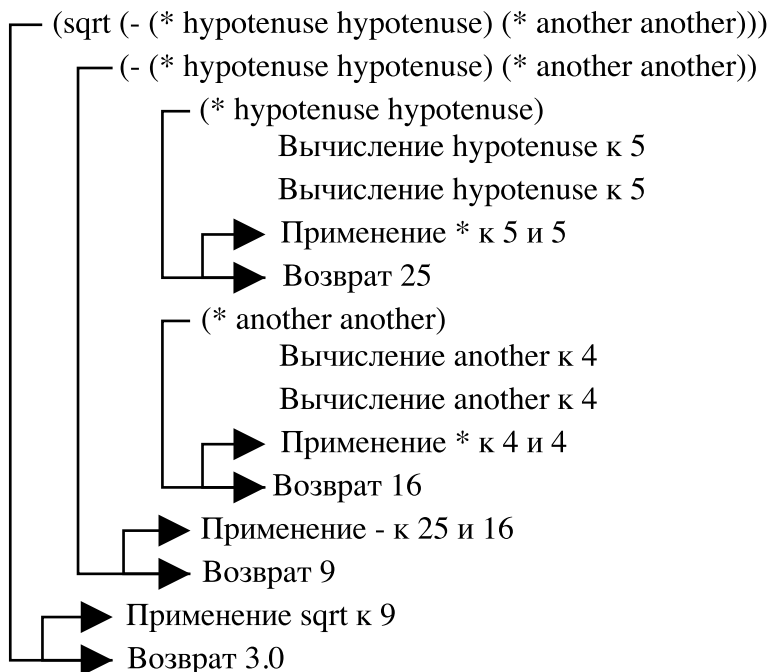 (sqrt (- (* hypotenuse hypotenuse) (* another another)))
(- (* hypotenuse hypotenuse) (* another another))
(* hypotenuse hypotenuse)
Вычисление hypotenuse к 5
Вычисление hypotenuse к 5
Применение * к 5 и 5
Возврат 25
(* another another)
Вычисление another к 4
Вычисление another к 4
Применение * к 4 и 4
Возврат 16
Применение - к 25 и 16
Возврат 9
Применение sqrt к 9
Возврат 3.0